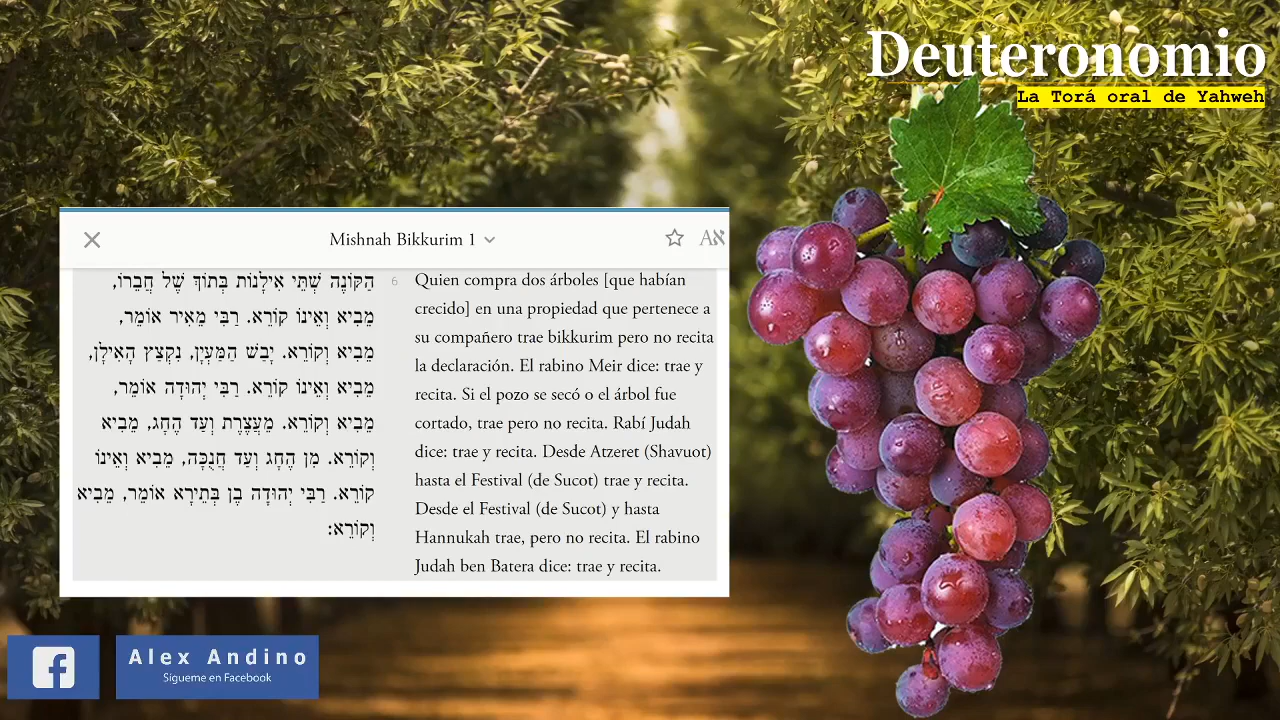 Deuteronomio
La Torá oral de Yahweh
Mishnah Bikkurim 1
הַקּוֹנֶה שְׁתֵּי אִילָנוֹת בְּתוֹךְ שֶׁל חֲבֵרוֹ,
מֵבִיא וְאֵינוֹ קוֹרֵא. רַבִּי מֵאִיר אוֹמֵר,
מֵבִיא וְקוֹרֵא. יָבַשׁ הַמַּעְיָן, נִקְצַץ הָאִילָן,
מֵבִיא וְאֵינוֹ קוֹרֵא. רַבִּי יְהוּדָה אוֹמֵר,
מֵבִיא וְקוֹרֵא. מֵעֲצֶרֶת וְעַד הֶחָג, מֵבִיא
וְקוֹרֵא. מִן הֶחָג וְעַד חֲנֻכָּה, מֵבִיא וְאֵינוֹ
קוֹרֵא. רַבִּי יְהוּדָה בֶן בְּתֵירָא אוֹמֵר, מֵבִיא
וְקוֹרֵא:
6
Quien compra dos árboles [que habían
crecido] en una propiedad que pertenece a
su compañero trae bikkurim pero no recita
la declaración. El rabino Meir dice: trae y
recita. Si el pozo se secó o el árbol fue
cortado, trae pero no recita. Rabí Judah
dice: trae y recita. Desde Atzeret (Shavuot)
hasta el Festival (de Sucot) trae y recita.
Desde el Festival (de Sucot) y hasta
Hannukah trae, pero no recita. El rabino
Judah ben Batera dice: trae y recita.
Alex Andino
Sigueme en Facebook